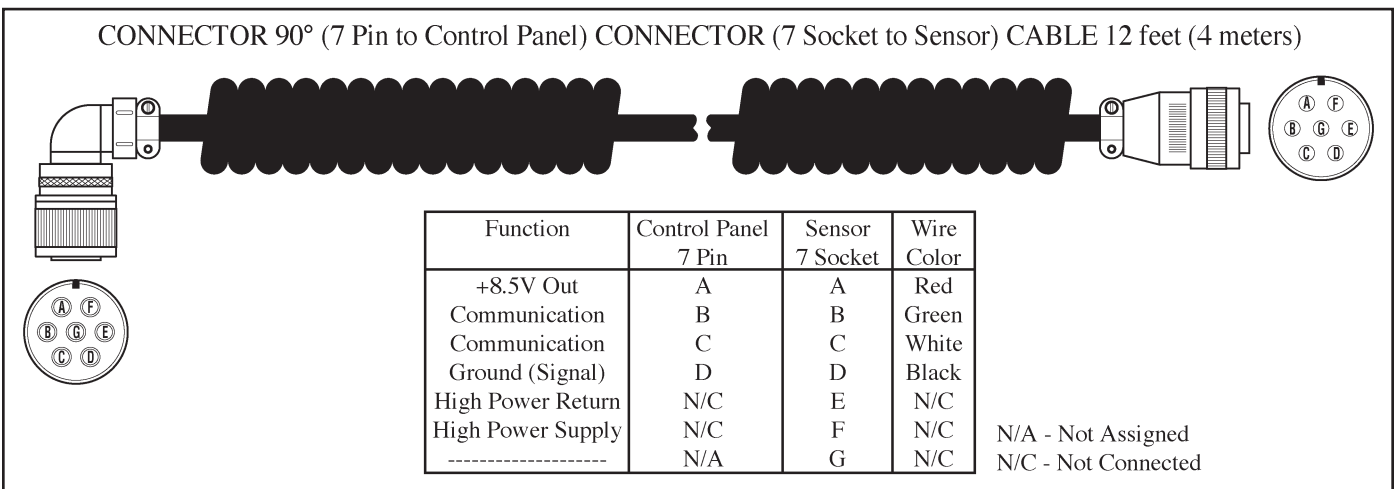 CONNECTOR 90° (7 Pin to Control Panel) CONNECTOR (7 Socket to Sensor) CABLE 12 feet (4 meters)
A F
B G E
C D
A F
B G E
C D
Function Control Panel 7 Pin Sensor 7 Socket Wire Color
+8.5V Out A A Red
Communication B B Green
Communication C C White
Ground (Signal) D D Black
High Power Return N/C E N/C
High Power Supply N/C F N/C
------------------- N/A G N/C
N/A - Not Assigned
N/C - Not Connected